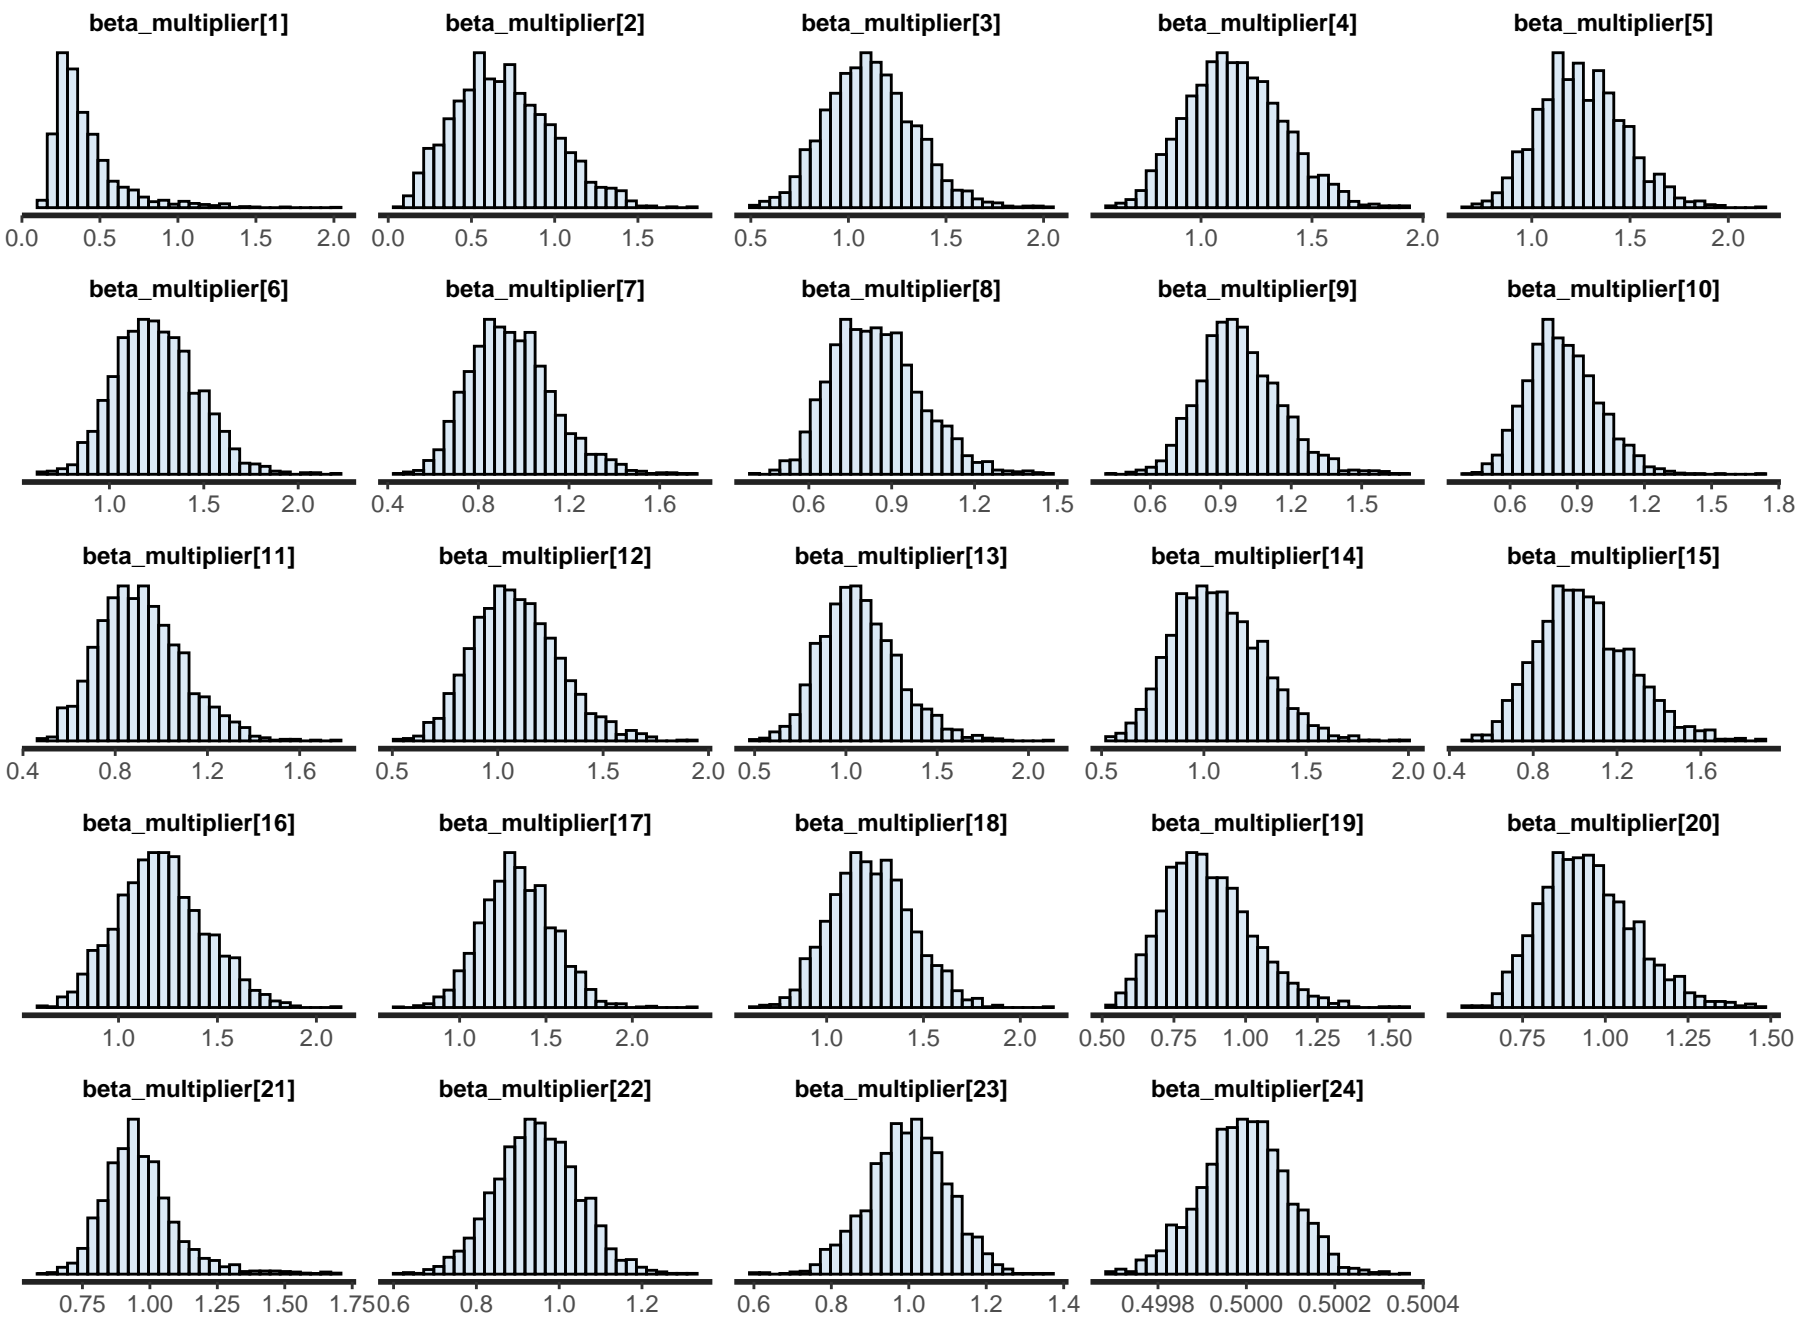 beta_multiplier[1] beta_multiplier[2] beta_multiplier[3] beta_multiplier[4] beta_multiplier[5]
0.0 0.5 1.0 1.5 2.0 0.0 0.5 1.0 1.5 0.5 1.0 1.5 2.0 1.0 1.5 2.0 1.0 1.5 2.0
beta_multiplier[6] beta_multiplier[7] beta_multiplier[8] beta_multiplier[9] beta_multiplier[10]
1.0 1.5 2.0 0.4 0.8 1.2 1.6 0.6 0.9 1.2 1.5 0.6 0.9 1.2 1.5 0.6 0.9 1.2 1.5 1.8
beta_multiplier[11] beta_multiplier[12] beta_multiplier[13] beta_multiplier[14] beta_multiplier[15]
0.4 0.8 1.2 1.6 0.5 1.0 1.5 2.0 0.5 1.0 1.5 2.0 0.5 1.0 1.5 2.0 0.4 0.8 1.2 1.6
beta_multiplier[16] beta_multiplier[17] beta_multiplier[18] beta_multiplier[19] beta_multiplier[20]
1.0 1.5 2.0 1.0 1.5 2.0 1.0 1.5 2.0 0.50 0.75 1.00 1.25 1.50 0.75 1.00 1.25 1.50
beta_multiplier[21] beta_multiplier[22] beta_multiplier[23] beta_multiplier[24]
0.75 1.00 1.25 1.50 1.75 0.6 0.8 1.0 1.2 0.6 0.8 1.0 1.2 1.4 0.4998 0.5000 0.5002 0.5004